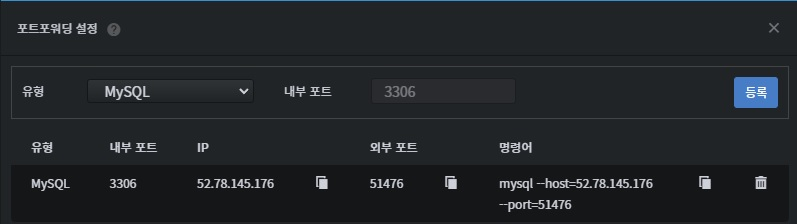 포트포워딩 설정 ?
유형 MySQL 내부 포트 3306 등록
유형 내부 포트 IP 외부 포트 명령어
MySQL 3306 52.78.145.176 51476 mysql --host=52.78.145.176
--port=51476